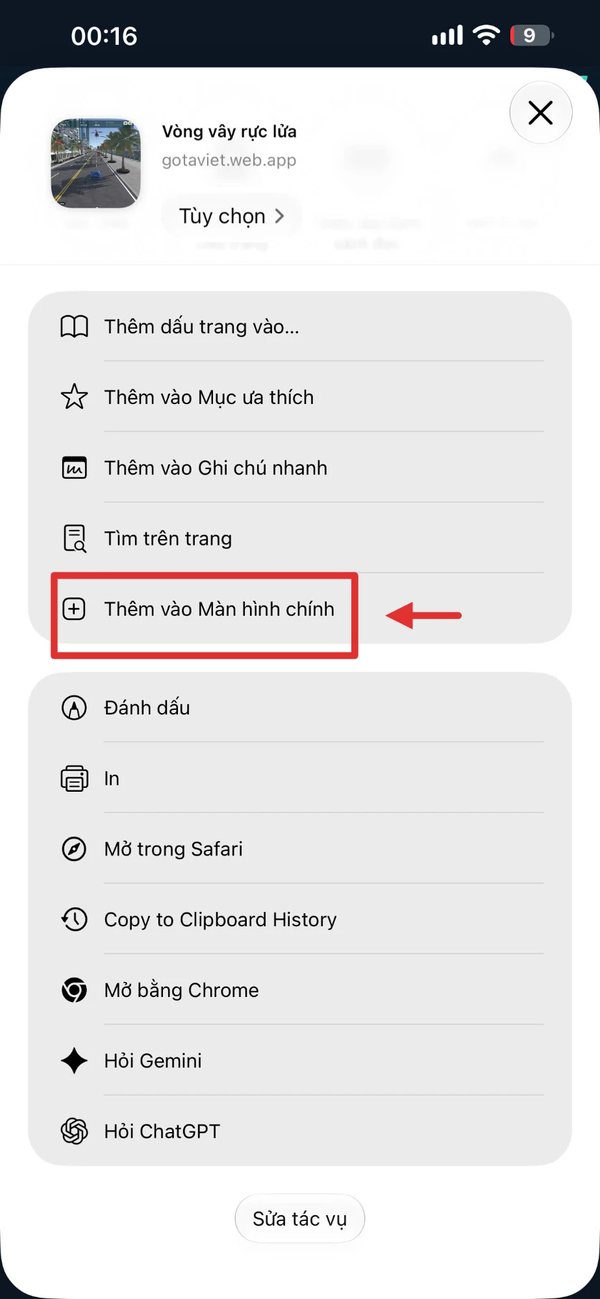 00:16
9
Vòng vây rực lửa
gotaviet.web.app
Tùy chọn
Thêm dấu trang vào...
Thêm vào Mục ưa thích
Thêm vào Ghi chú nhanh
Tìm trên trang
Thêm vào Màn hình chính
Đánh dấu
In
Mở trong Safari
Copy to Clipboard History
Mở bằng Chrome
Hỏi Gemini
Hỏi ChatGPT
Sửa tác vụ